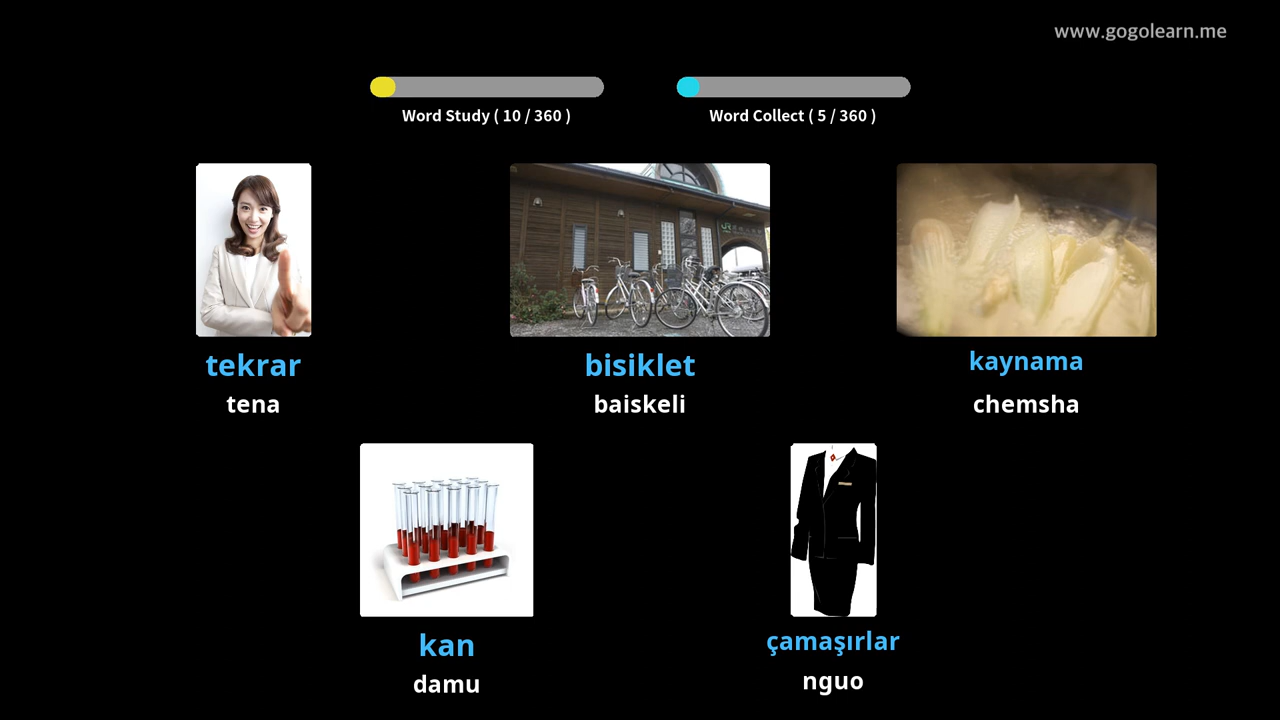 www.gogolearn.me
Word Study ( 10 / 360 )
Word Collect ( 5 / 360 )
tekrar
tena
bisiklet
baiskeli
kaynama
chemsha
kan
damu
çamaşırlar
nguo